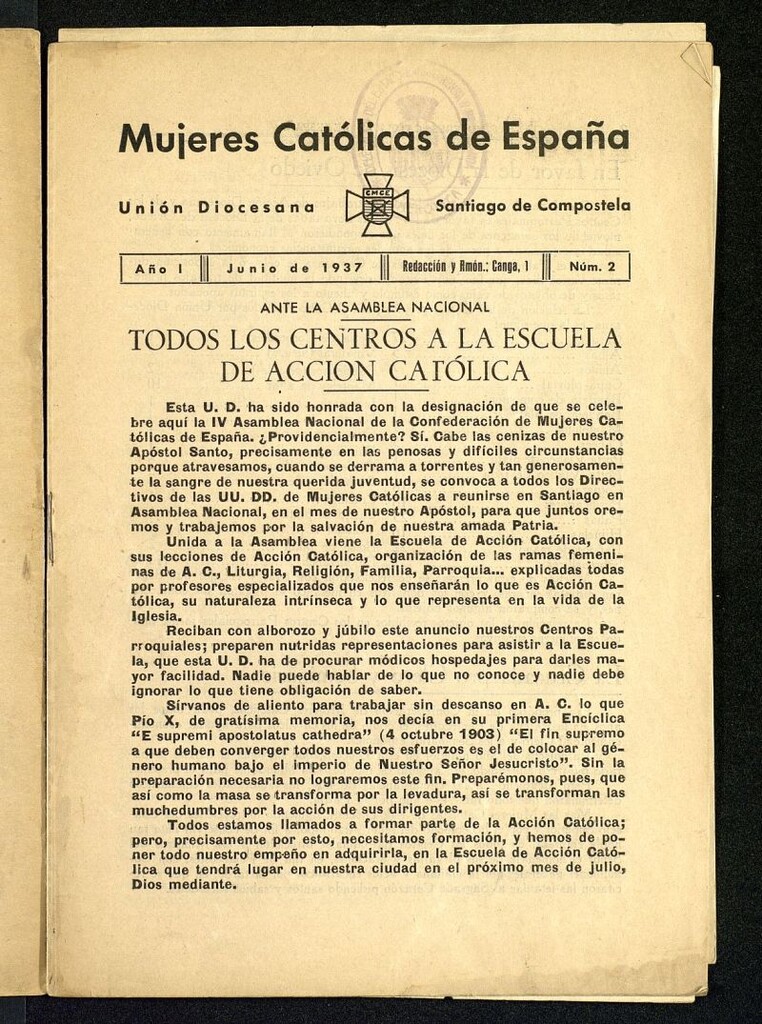 Mujeres Católicas de España
Unión Diocesana
CMCE
Santiago de Compostela
Año I
Junio de 1937
Redacción y Amón.: Canga, 1
Núm. 2
ANTE LA ASAMBLEA NACIONAL
TODOS LOS CENTROS A LA ESCUELA
DE ACCION CATÓLICA
Esta U. D. ha sido honrada con la designación de que se cele-
bre aquí la IV Asamblea Nacional de la Confederación de Mujeres Ca-
tólicas de España. ¿Providencialmente? Sí. Cabe las cenizas de nuestro
Apóstol Santo, precisamente en las penosas y difíciles circunstancias
porque atravesamos, cuando se derrama a torrentes y tan generosamen-
te la sangre de nuestra querida juventud, se convoca a todos los Direc-
tivos de las UU. DD. de Mujeres Católicas a reunirse en Santiago en
Asamblea Nacional, en el mes de nuestro Apóstol, para que juntos ore-
mos y trabajemos por la salvación de nuestra amada Patria.
Unida a la Asamblea viene la Escuela de Acción Católica, con
sus lecciones de Acción Católica, organización de las ramas femeni-
nas de A. C., Liturgia, Religión, Familia, Parroquia... explicadas todas
por profesores especializados que nos enseñarán lo que es Acción Ca-
tólica, su naturaleza intrínseca y lo que representa en la vida de la
Iglesia.
Reciban con alborozo y júbilo este anuncio nuestros Centros Pa-
rroquiales; preparen nutridas representaciones para asistir a la Escue-
la, que esta U. D. ha de procurar módicos hospedajes para darles ma-
yor facilidad. Nadie puede hablar de lo que no conoce y nadie debe
ignorar lo que tiene obligación de saber.
Sírvanos de aliento para trabajar sin descanso en A. C. lo que
Pío X, de gratísima memoria, nos decía en su primera Encíclica
“E supremi apostolatus cathedra” (4 octubre 1903) “El fin supremo
a que deben converger todos nuestros esfuerzos es el de colocar al gé-
nero humano bajo el imperio de Nuestro Señor Jesucristo”. Sin la
preparación necesaria no lograremos este fin. Preparémonos, pues, que
así como la masa se transforma por la levadura, así se transforman las
muchedumbres por la acción de sus dirigentes.
Todos estamos llamados a formar parte de la Acción Católica;
pero, precisamente por esto, necesitamos formación, y hemos de po-
ner todo nuestro empeño en adquirirla, en la Escuela de Acción Cató-
lica que tendrá lugar en nuestra ciudad en el próximo mes de julio,
Dios mediante.